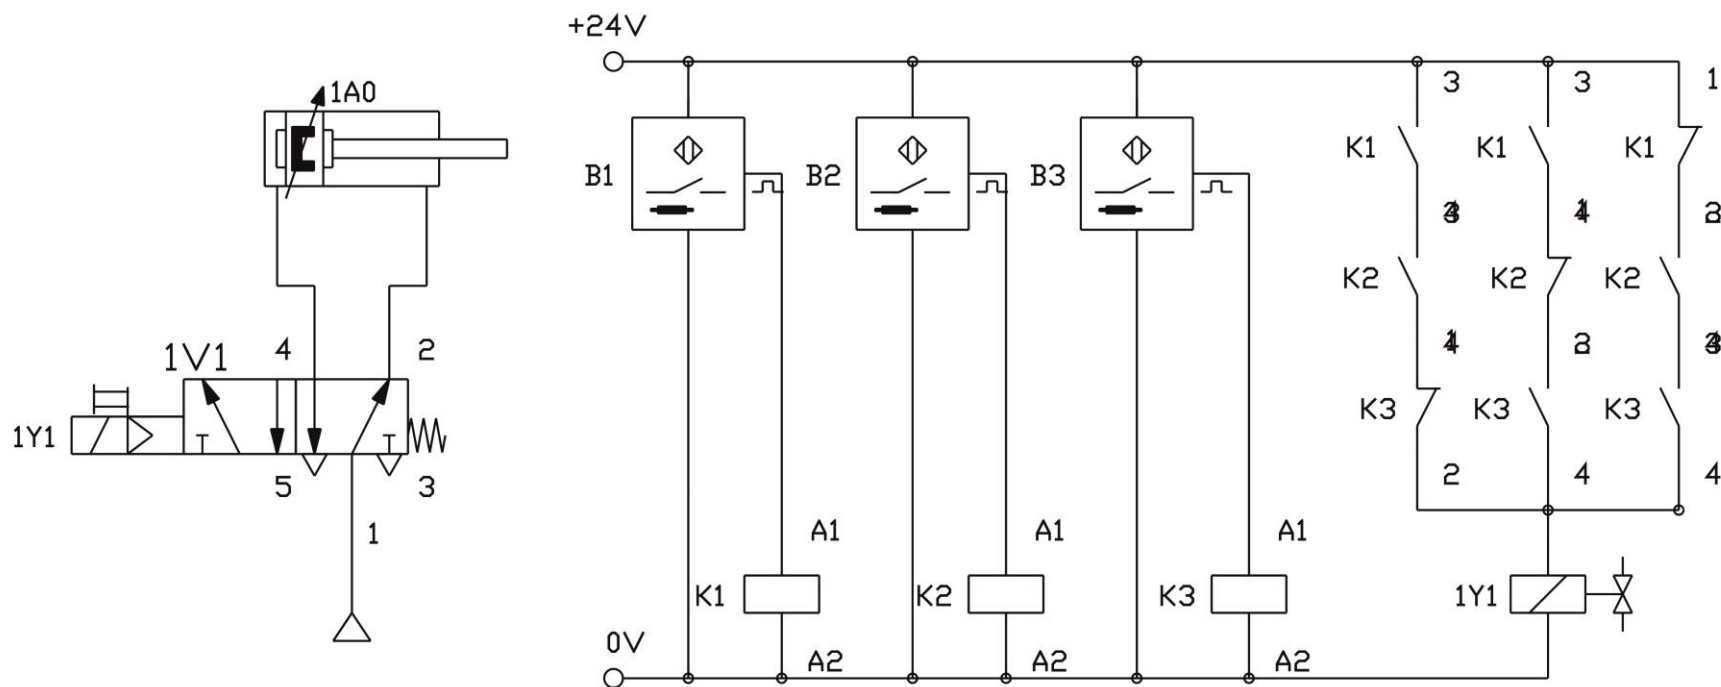 +24V
1A0
3 3 1
K1 K1 K1
B1 B2 B3
K2 K2 K2
1V1 4 2
K3 K3 K3
1Y1
5 3
2 4 4
1
A1 A1 A1
K1 K2 K3 1Y1
0V
A2 A2 A2